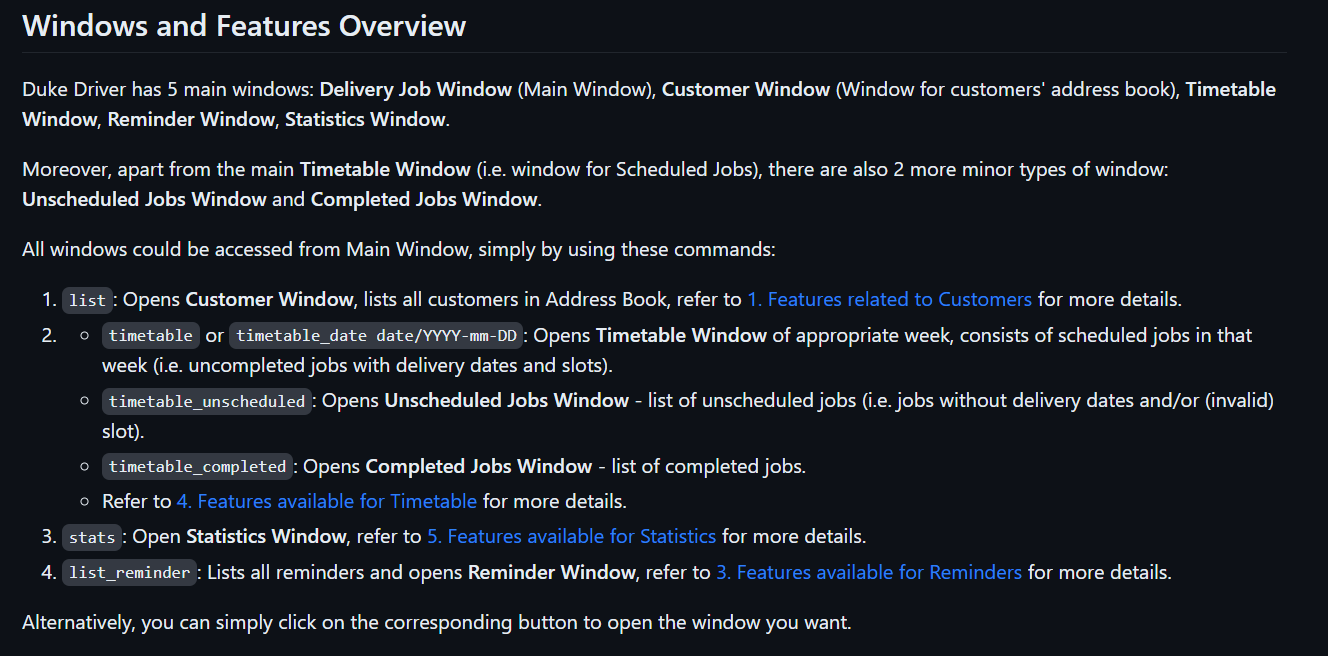 Windows and Features Overview
Duke Driver has 5 main windows: Delivery Job Window (Main Window), Customer Window (Window for customers' address book), Timetable
Window, Reminder Window, Statistics Window.
Moreover, apart from the main Timetable Window (i.e. window for Scheduled Jobs), there are also 2 more minor types of window:
Unscheduled Jobs Window and Completed Jobs Window.
All windows could be accessed from Main Window, simply by using these commands:
1. list: Opens Customer Window, lists all customers in Address Book, refer to 1. Features related to Customers for more details.
2. ○ timetable or timetable_date date/YYYY-mm-DD: Opens Timetable Window of appropriate week, consists of scheduled jobs in that
week (i.e. uncompleted jobs with delivery dates and slots).
○ timetable_unscheduled: Opens Unscheduled Jobs Window - list of unscheduled jobs (i.e. jobs without delivery dates and/or (invalid)
slot).
○ timetable_completed: Opens Completed Jobs Window - list of completed jobs.
○ Refer to 4. Features available for Timetable for more details.
3. stats: Open Statistics Window, refer to 5. Features available for Statistics for more details.
4. list_reminder: Lists all reminders and opens Reminder Window, refer to 3. Features available for Reminders for more details.
Alternatively, you can simply click on the corresponding button to open the window you want.